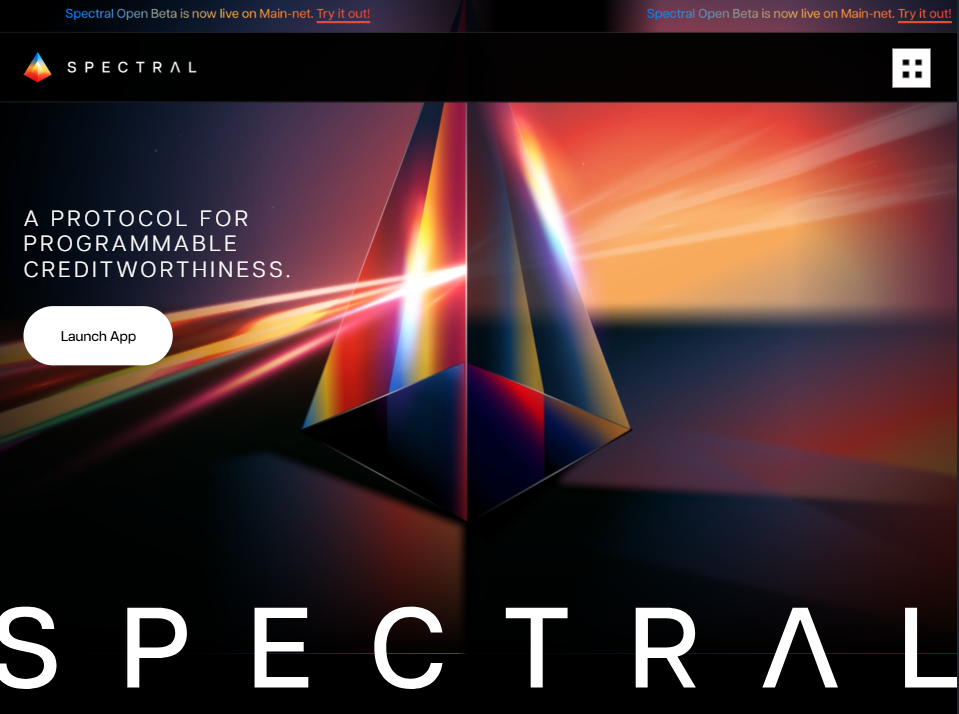 Spectral Open Beta is now live on Main-net. Try it out! Spectral Open Beta is now live on Main-net. Try it out!
SPECTRΛL
A PROTOCOL FOR
PROGRAMMABLE
CREDITWORTHINESS.
Launch App
SPECTRΛL